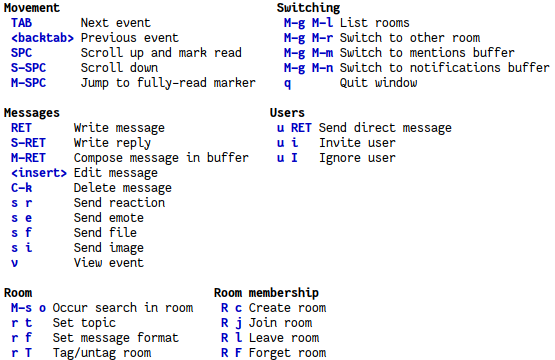 Movement Switching
TAB Next event M-g M-l List rooms
<backtab> Previous event M-g M-r Switch to other room
SPC Scroll up and mark read M-g M-m Switch to mentions buffer
S-SPC Scroll down M-g M-n Switch to notifications buffer
M-SPC Jump to fully-read marker q Quit window
Messages Users
RET Write message u RET Send direct message
S-RET Write reply u i Invite user
M-RET Compose message in buffer u I Ignore user
<insert> Edit message
C-k Delete message
s r Send reaction
s e Send emote
s f Send file
s i Send image
v View event
Room Room membership
M-s o Occur search in room R c Create room
r t Set topic R j Join room
r f Set message format R l Leave room
r T Tag/untag room R F Forget room